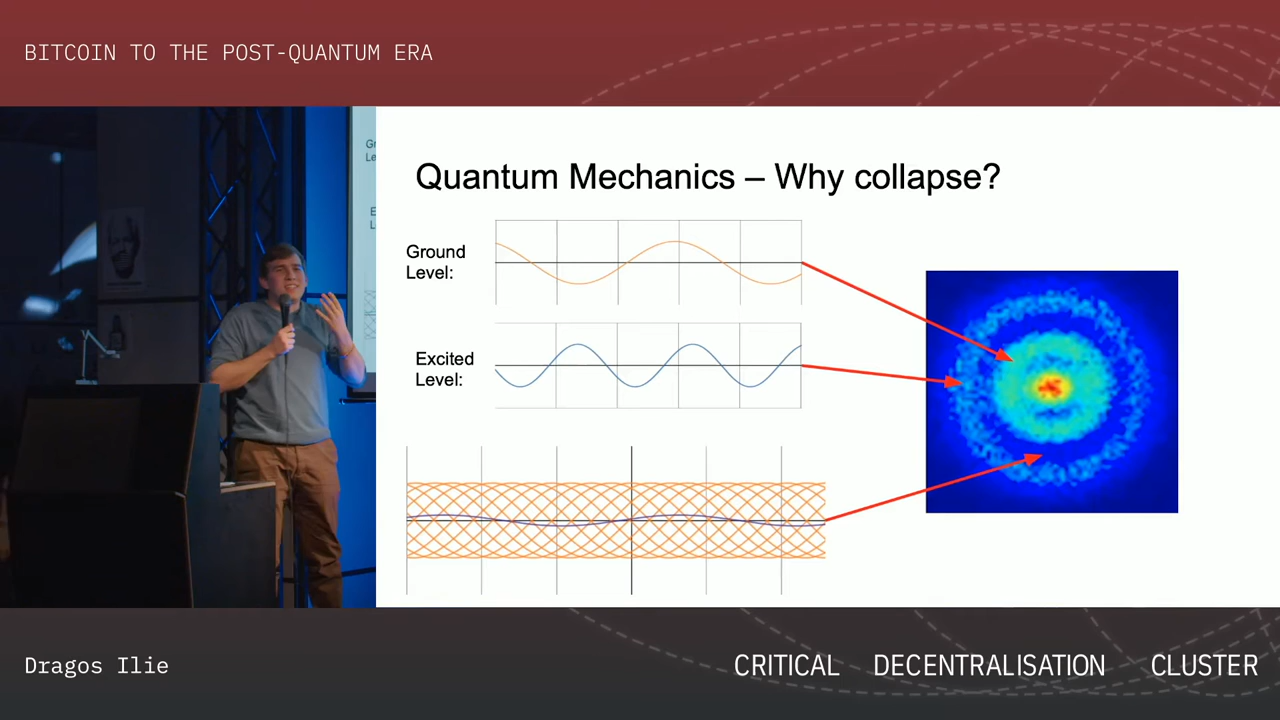 BITCOIN TO THE POST-QUANTUM ERA
Quantum Mechanics – Why collapse?
Ground
Level:
Excited
Level:
Dragos Ilie
CRITICAL DECENTRALISATION CLUSTER